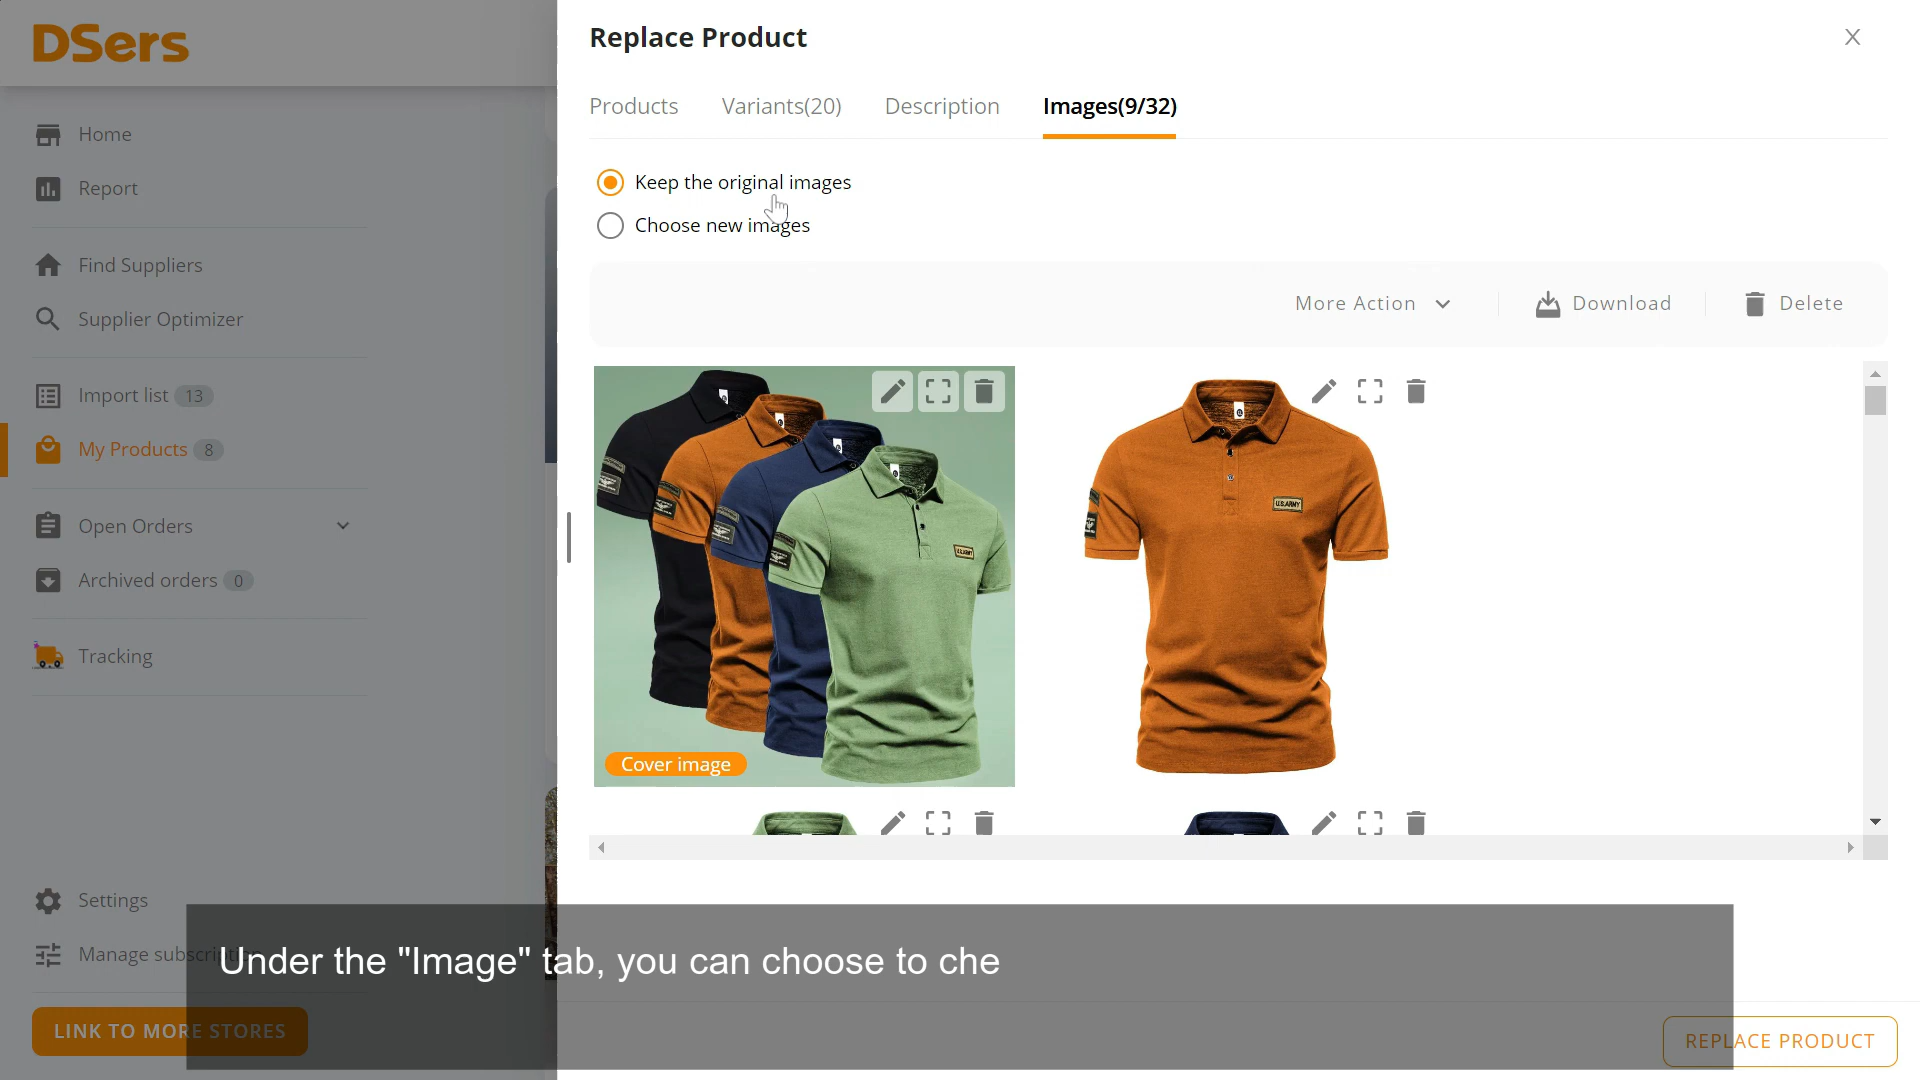 DSers
Replace Product
Products
Variants(20)
Description
Images(9/32)
Home
Report
Find Suppliers
Supplier Optimizer
Import list 13
My Products 8
Open Orders
Archived orders 0
Tracking
Settings
Manage subscripti
LINK TO MORE STORES
Keep the original images
Choose new images
More Action
Download
Delete
U.S.ARMY
U.S.ARMY
Cover image
Under the "Image" tab, you can choose to che
REPLACE PRODUCT